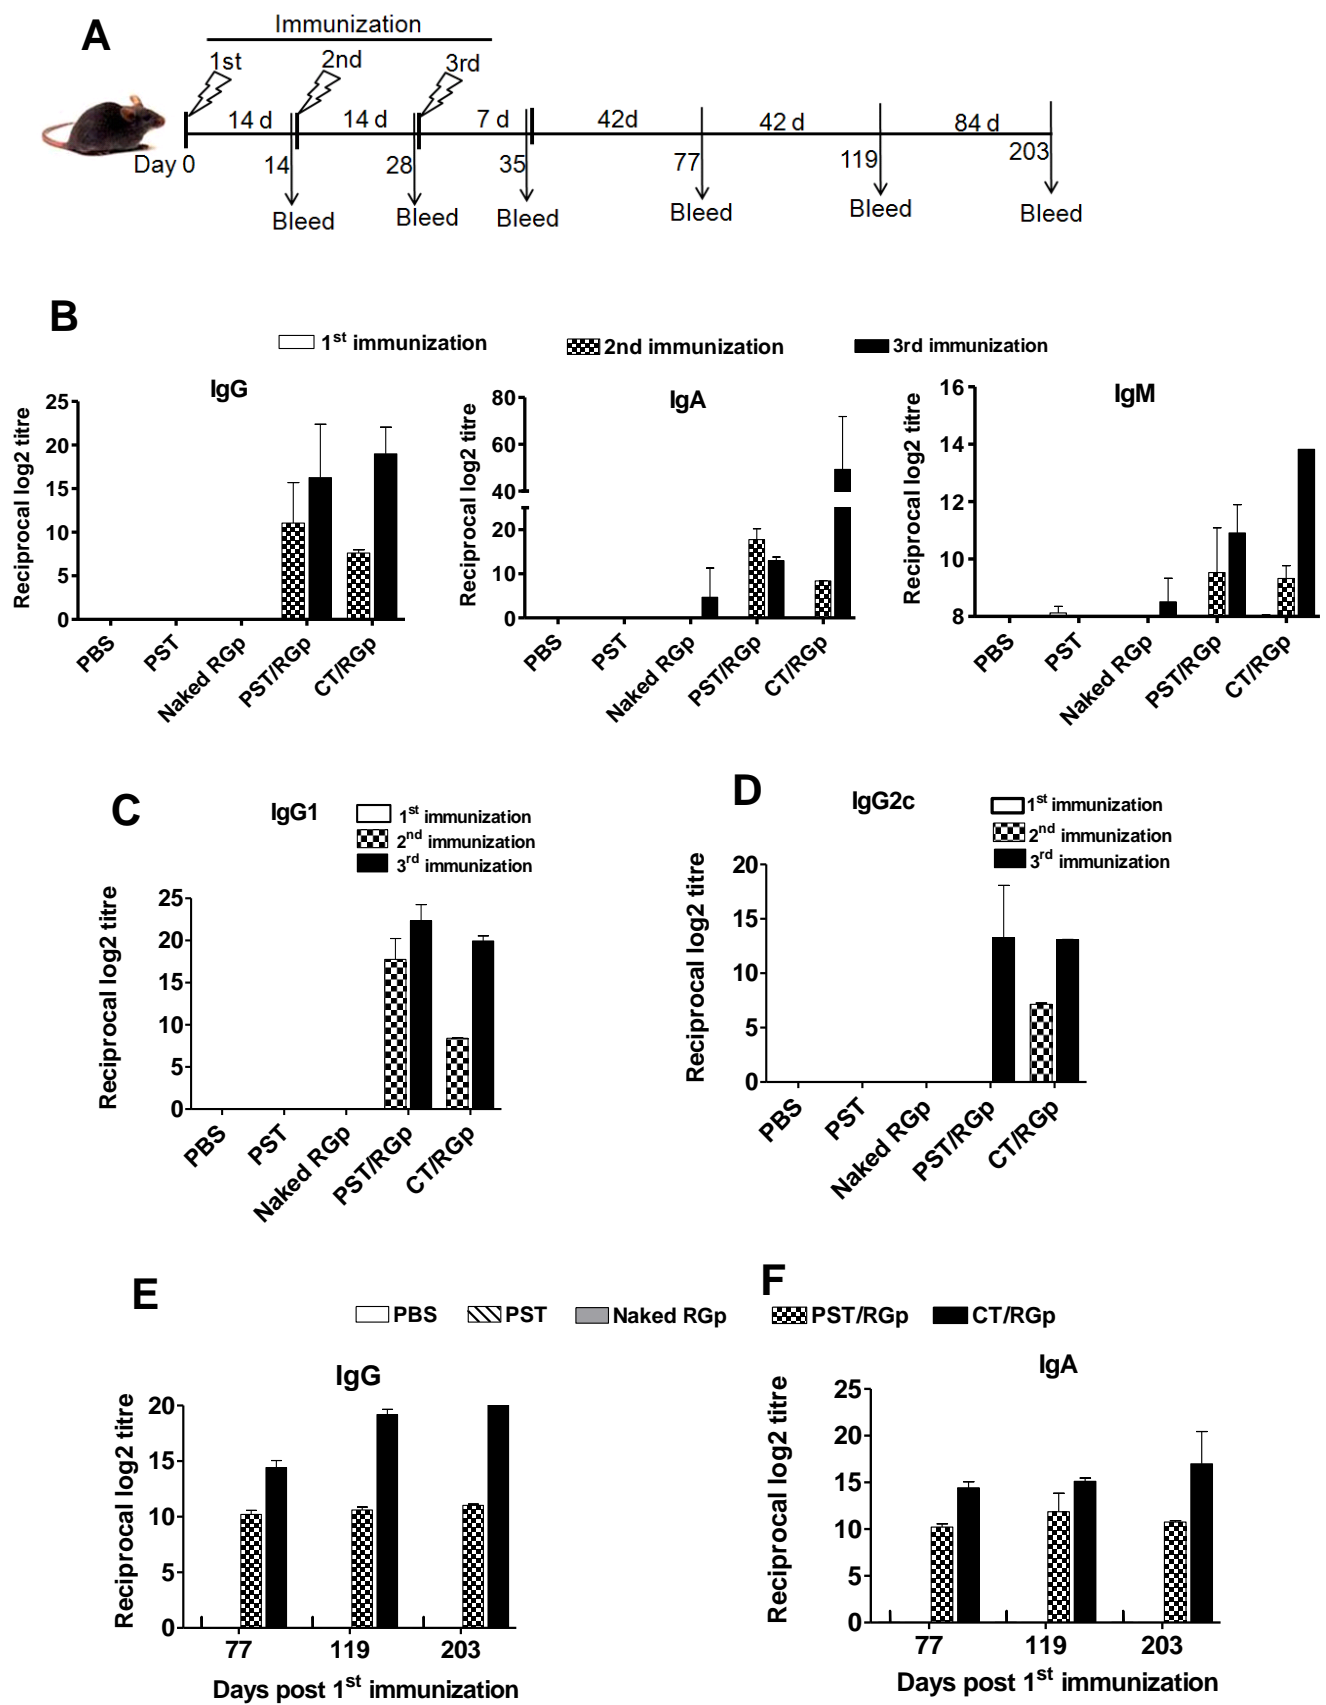 A
Immunization
1st 2nd 3rd
14 d 14 d 7 d 42d 42 d 84 d
Day 0 14 28 35 77 119 203
Bleed Bleed Bleed Bleed Bleed Bleed
B
1st immunization 2nd immunization 3rd immunization
IgG
Reciprocal log2 titre
25
20
15
10
5
0
PBS PST Naked RGp PST/RGp CT/RGp
IgA
Reciprocal log2 titre
80
60
40
20
10
0
PBS PST Naked RGp PST/RGp CT/RGp
IgM
Reciprocal log2 titre
16
14
12
10
8
PBS PST Naked RGp PST/RGp CT/RGp
C
IgG1
1st immunization
2nd immunization
3rd immunization
Reciprocal log2 titre
25
20
15
10
5
0
PBS PST Naked RGp PST/RGp CT/RGp
D
IgG2c
1st immunization
2nd immunization
3rd immunization
Reciprocal log2 titre
20
15
10
5
0
PBS PST Naked RGp PST/RGp CT/RGp
E F
PBS PST Naked RGp PST/RGp CT/RGp
IgG
Reciprocal log2 titre
20
15
10
5
0
77 119 203
Days post 1st immunization
IgA
Reciprocal log2 titre
25
20
15
10
5
0
77 119 203
Days post 1st immunization